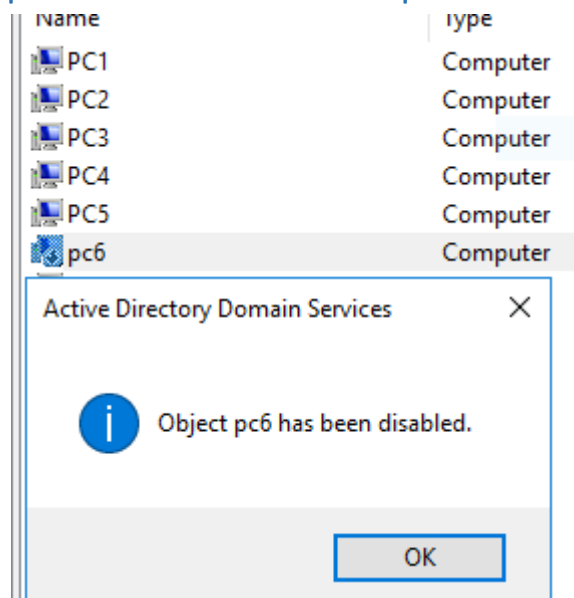 Name Type
PC1 Computer
PC2 Computer
PC3 Computer
PC4 Computer
PC5 Computer
pc6 Computer
Active Directory Domain Services
Object pc6 has been disabled.
OK